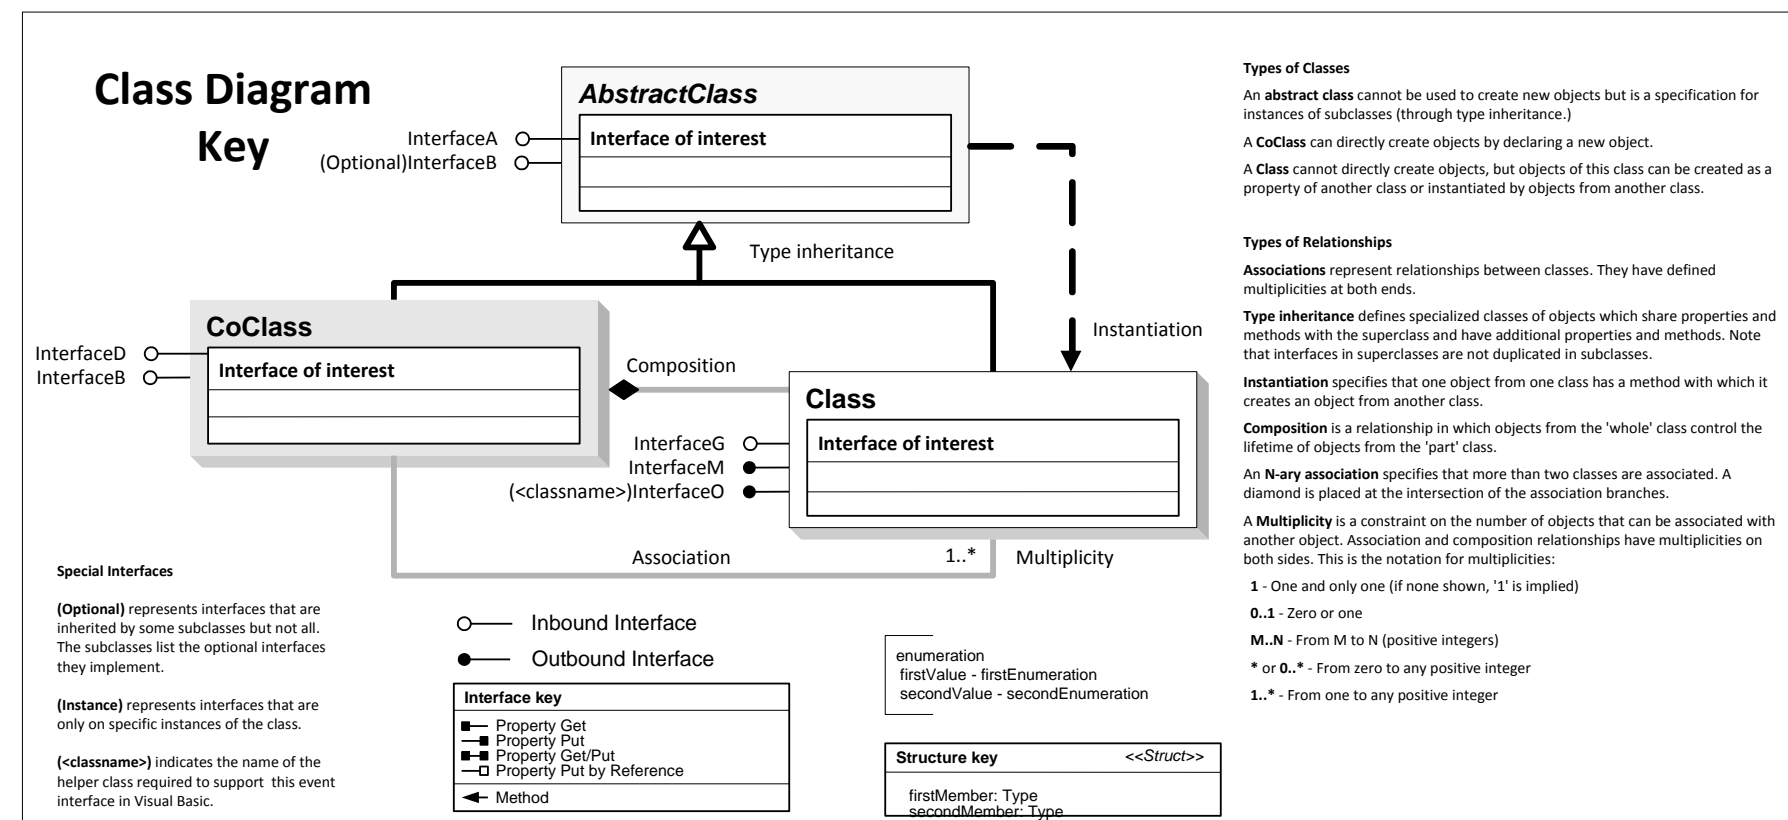 Class Diagram
Key
AbstractClass
Interface of interest
InterfaceA
(Optional)InterfaceB
Type inheritance
Instantiation
CoClass
Interface of interest
InterfaceD
InterfaceB
Composition
Class
Interface of interest
InterfaceG
InterfaceM
(<classname>)InterfaceO
Association
1..*
Multiplicity
Special Interfaces
(Optional) represents interfaces that are
inherited by some subclasses but not all.
The subclasses list the optional interfaces
they implement.
(Instance) represents interfaces that are
only on specific instances of the class.
(<classname>) indicates the name of the
helper class required to support  this event
interface in Visual Basic.
Inbound Interface
Outbound Interface
Interface key
Property Get
Property Put
Property Get/Put
Property Put by Reference
Method
enumeration
firstValue - firstEnumeration
secondValue - secondEnumeration
Structure key <<Struct>>
firstMember: Type
secondMember: Type
Types of Classes
An abstract class cannot be used to create new objects but is a specification for
instances of subclasses (through type inheritance.)
A CoClass can directly create objects by declaring a new object.
A Class cannot directly create objects, but objects of this class can be created as a
property of another class or instantiated by objects from another class.
Types of Relationships
Associations represent relationships between classes. They have defined
multiplicities at both ends.
Type inheritance defines specialized classes of objects which share properties and
methods with the superclass and have additional properties and methods. Note
that interfaces in superclasses are not duplicated in subclasses.
Instantiation specifies that one object from one class has a method with which it
creates an object from another class.
Composition is a relationship in which objects from the 'whole' class control the
lifetime of objects from the 'part' class.
An N-ary association specifies that more than two classes are associated. A
diamond is placed at the intersection of the association branches.
A Multiplicity is a constraint on the number of objects that can be associated with
another object. Association and composition relationships have multiplicities on
both sides. This is the notation for multiplicities:
1 - One and only one (if none shown, '1' is implied)
0..1 - Zero or one
M..N - From M to N (positive integers)
* or 0..* - From zero to any positive integer
1..* - From one to any positive integer